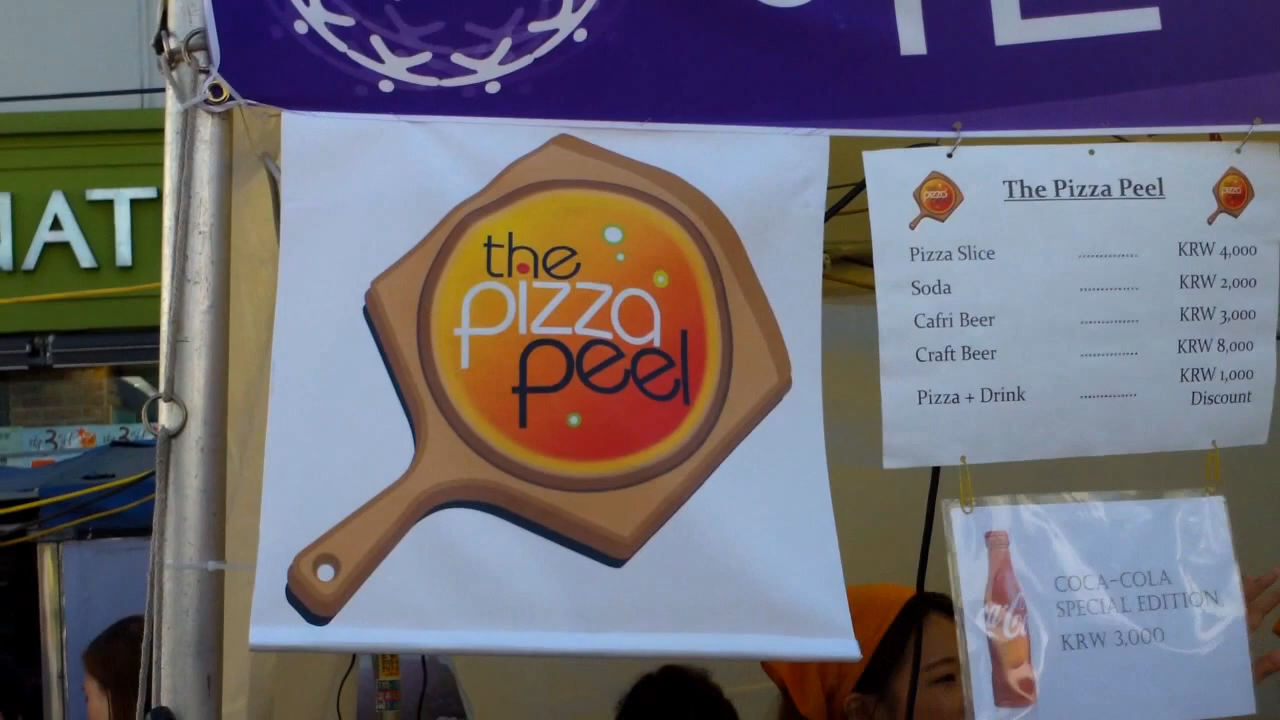 NAT
the
pizza
peel
The Pizza Peel
Pizza Slice .............. KRW 4,000
Soda .............. KRW 2,000
Cafri Beer .............. KRW 3,000
Craft Beer .............. KRW 8,000
Pizza + Drink .............. KRW 1,000
Discount
COCA-COLA
SPECIAL EDITION
KRW 3,000